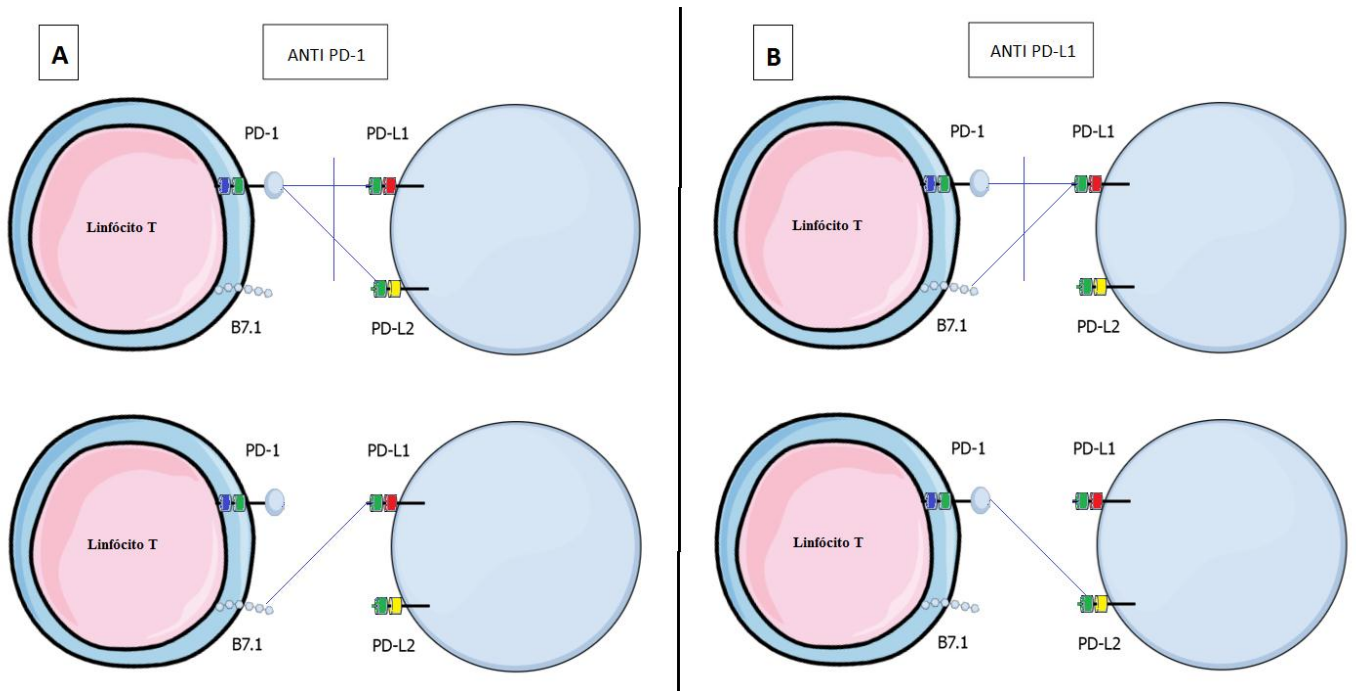 A
ANTI PD-1
PD-1
PD-L1
Linfócito T
B7.1
PD-L2
PD-1
PD-L1
Linfócito T
B7.1
PD-L2
B
ANTI PD-L1
PD-1
PD-L1
Linfócito T
B7.1
PD-L2
PD-1
PD-L1
Linfócito T
B7.1
PD-L2